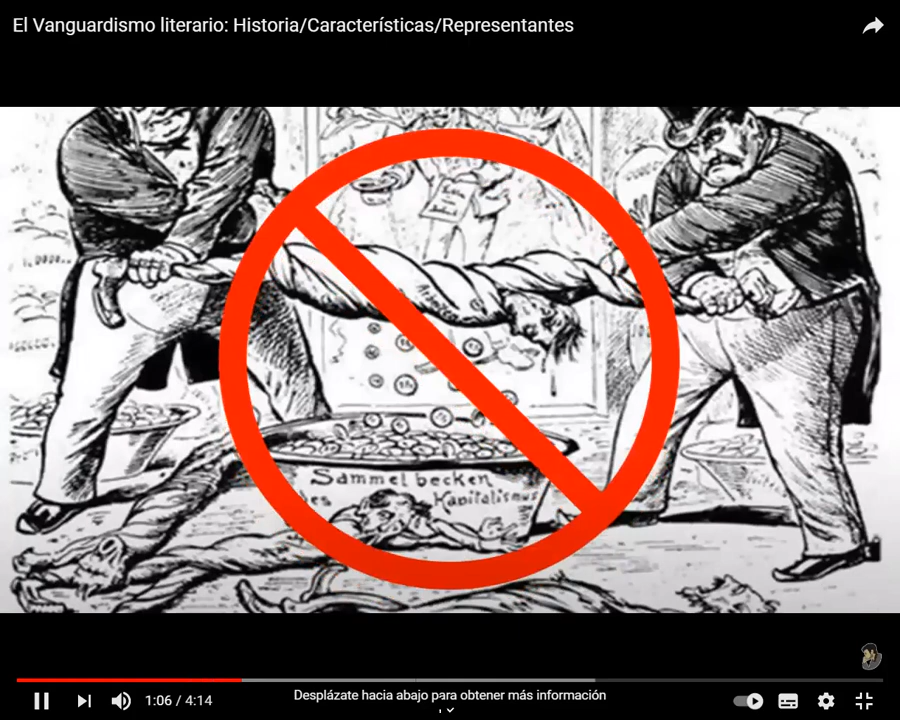 El Vanguardismo literario: Historia/Características/Representantes
Sammel becken
des Kapitalismus
1:06 / 4:14
Desplázate hacia abajo para obtener más información